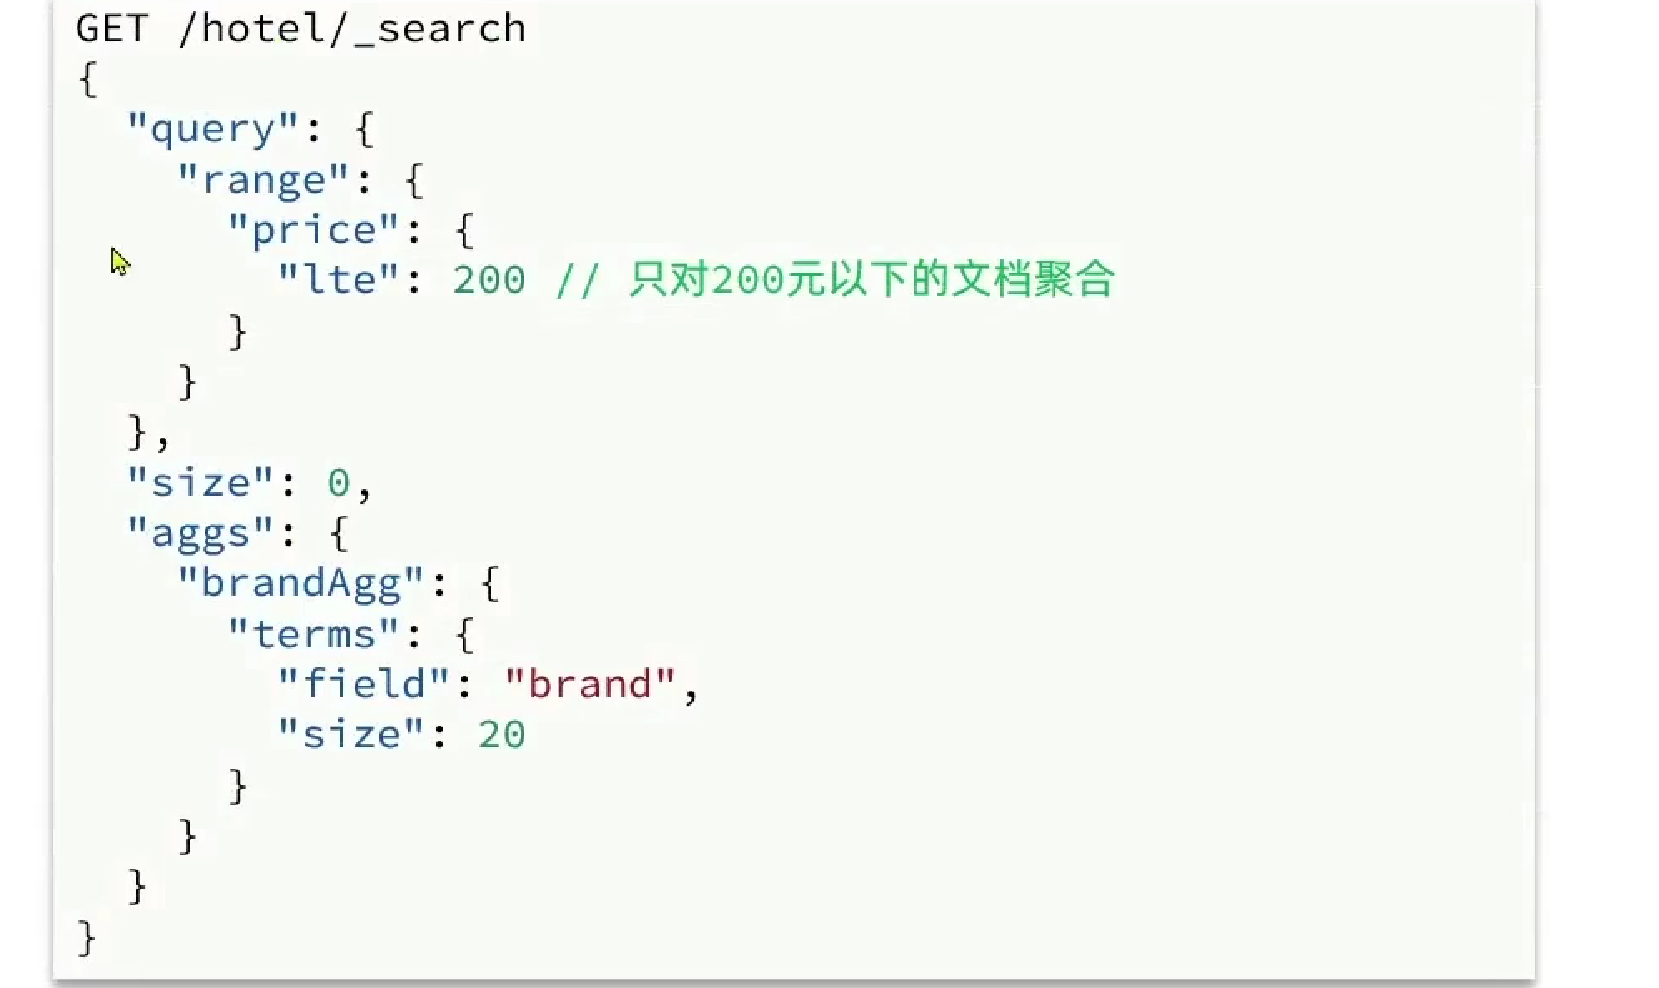 GET /hotel/_search
{
  "query": {
    "range": {
      "price": {
        "lte": 200 // 只对200元以下的文档聚合
      }
    }
  },
  "size": 0,
  "aggs": {
    "brandAgg": {
      "terms": {
        "field": "brand",
        "size": 20
      }
    }
  }
}